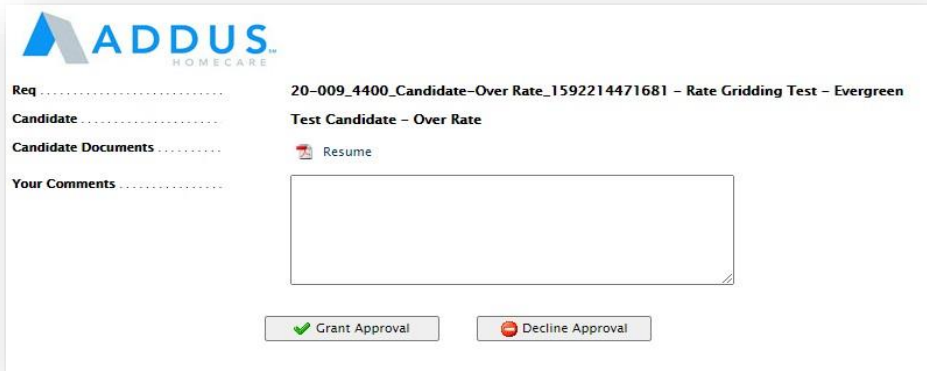 ADDUS
HOMECARE
Req ............................ 20-009_4400_Candidate-Over Rate_1592214471681 - Rate Gridding Test - Evergreen
Candidate ..................... Test Candidate - Over Rate
Candidate Documents .......... Resume
Your Comments ................
Grant Approval Decline Approval